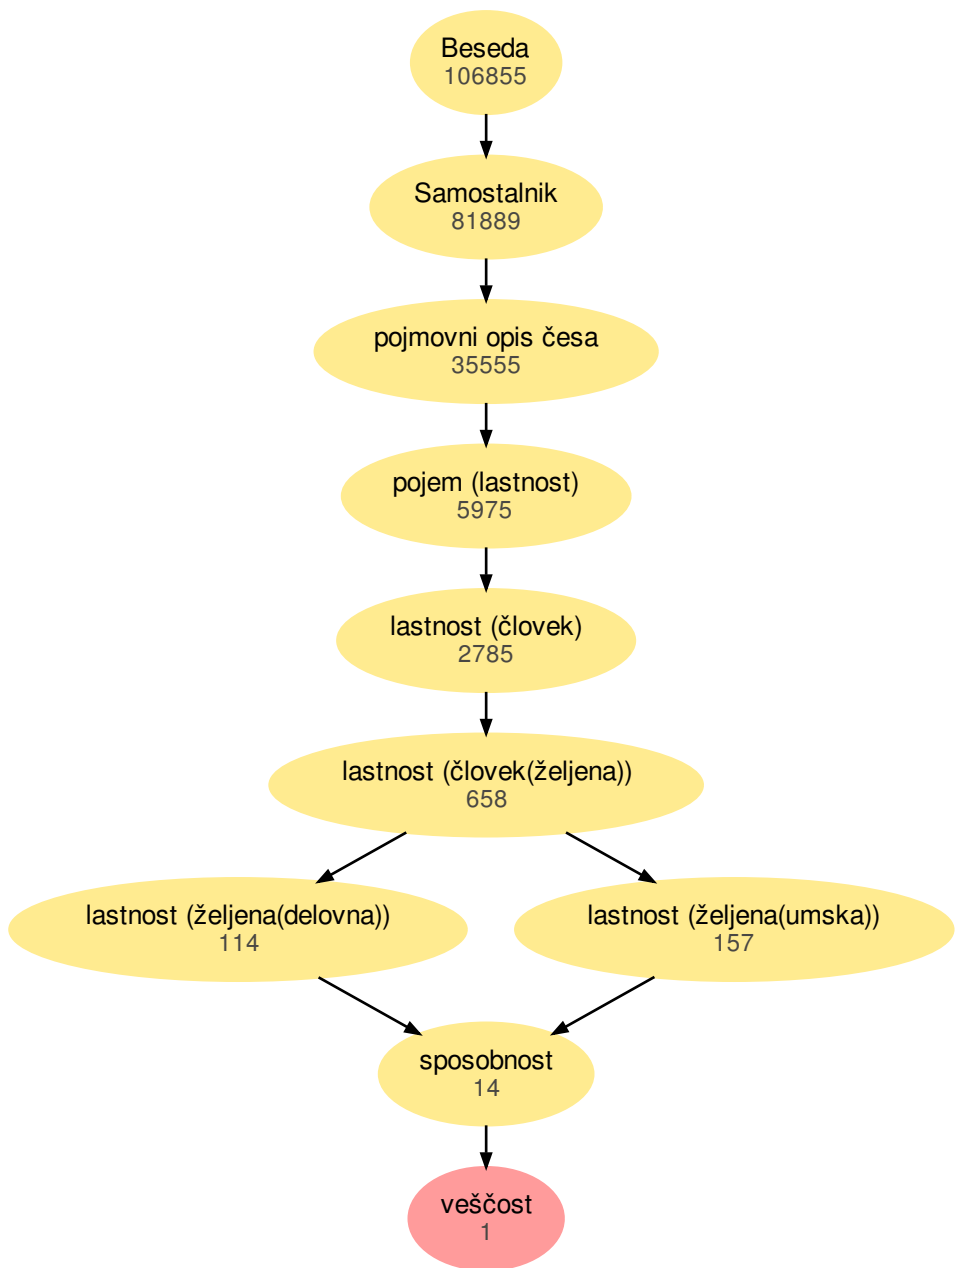 Beseda
106855
Samostalnik
81889
pojmovni opis česa
35555
pojem (lastnost)
5975
lastnost (človek)
2785
lastnost (človek(željena))
658
lastnost (željena(delovna))
114
lastnost (željena(umska))
157
sposobnost
14
veščost
1